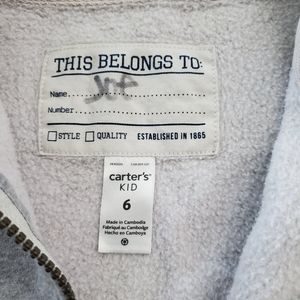 THIS BELONGS TO:
Name
Number
STYLE QUALITY ESTABLISHED IN 1865
carter's
KID
6
Made in Cambodia
Fabriqué au Cambodge
Hecho en Camboya